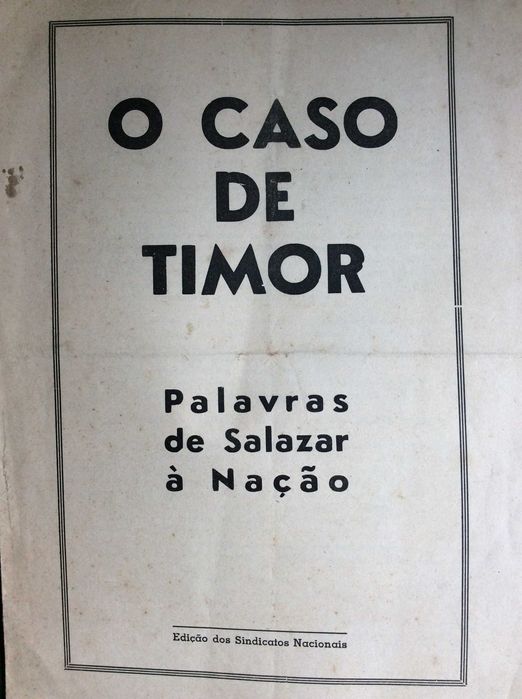 O CASO
DE
TIMOR
Palavras
de Salazar
à Nação
Edição dos Sindicatos Nacionais